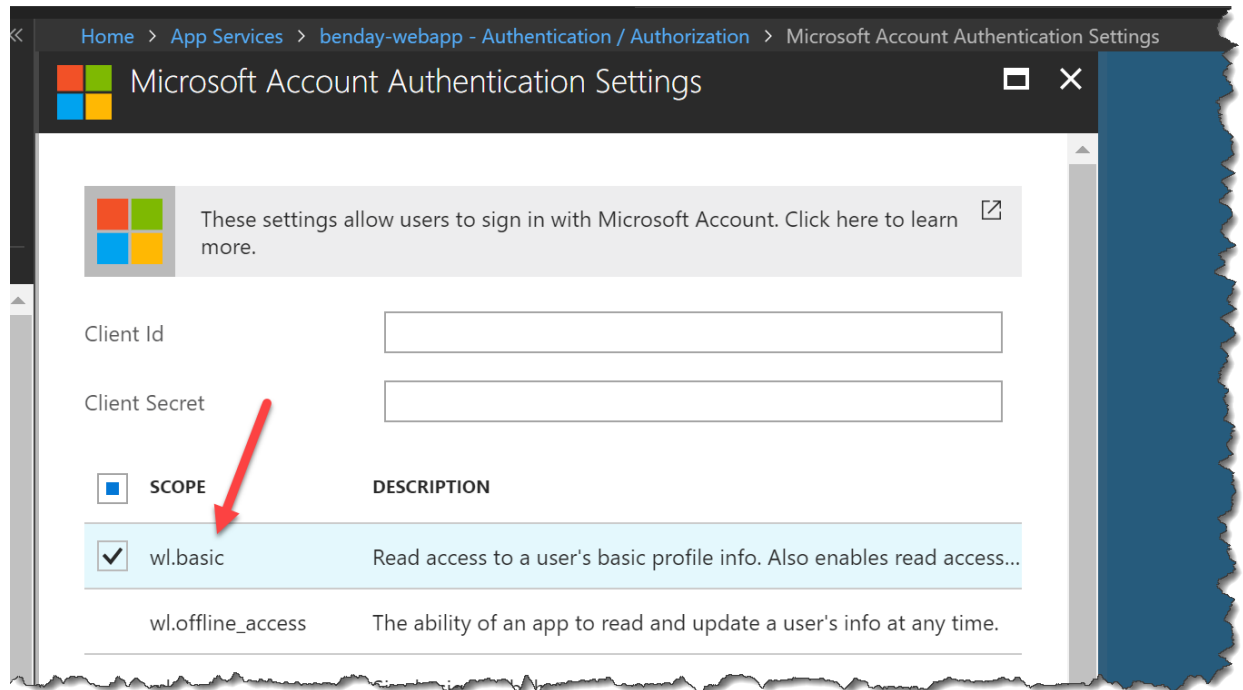 Home > App Services > benday-webapp - Authentication / Authorization > Microsoft Account Authentication Settings
Microsoft Account Authentication Settings
These settings allow users to sign in with Microsoft Account. Click here to learn
more.
Client Id
Client Secret
SCOPE DESCRIPTION
wl.basic Read access to a user's basic profile info. Also enables read access...
wl.offline_access The ability of an app to read and update a user's info at any time.